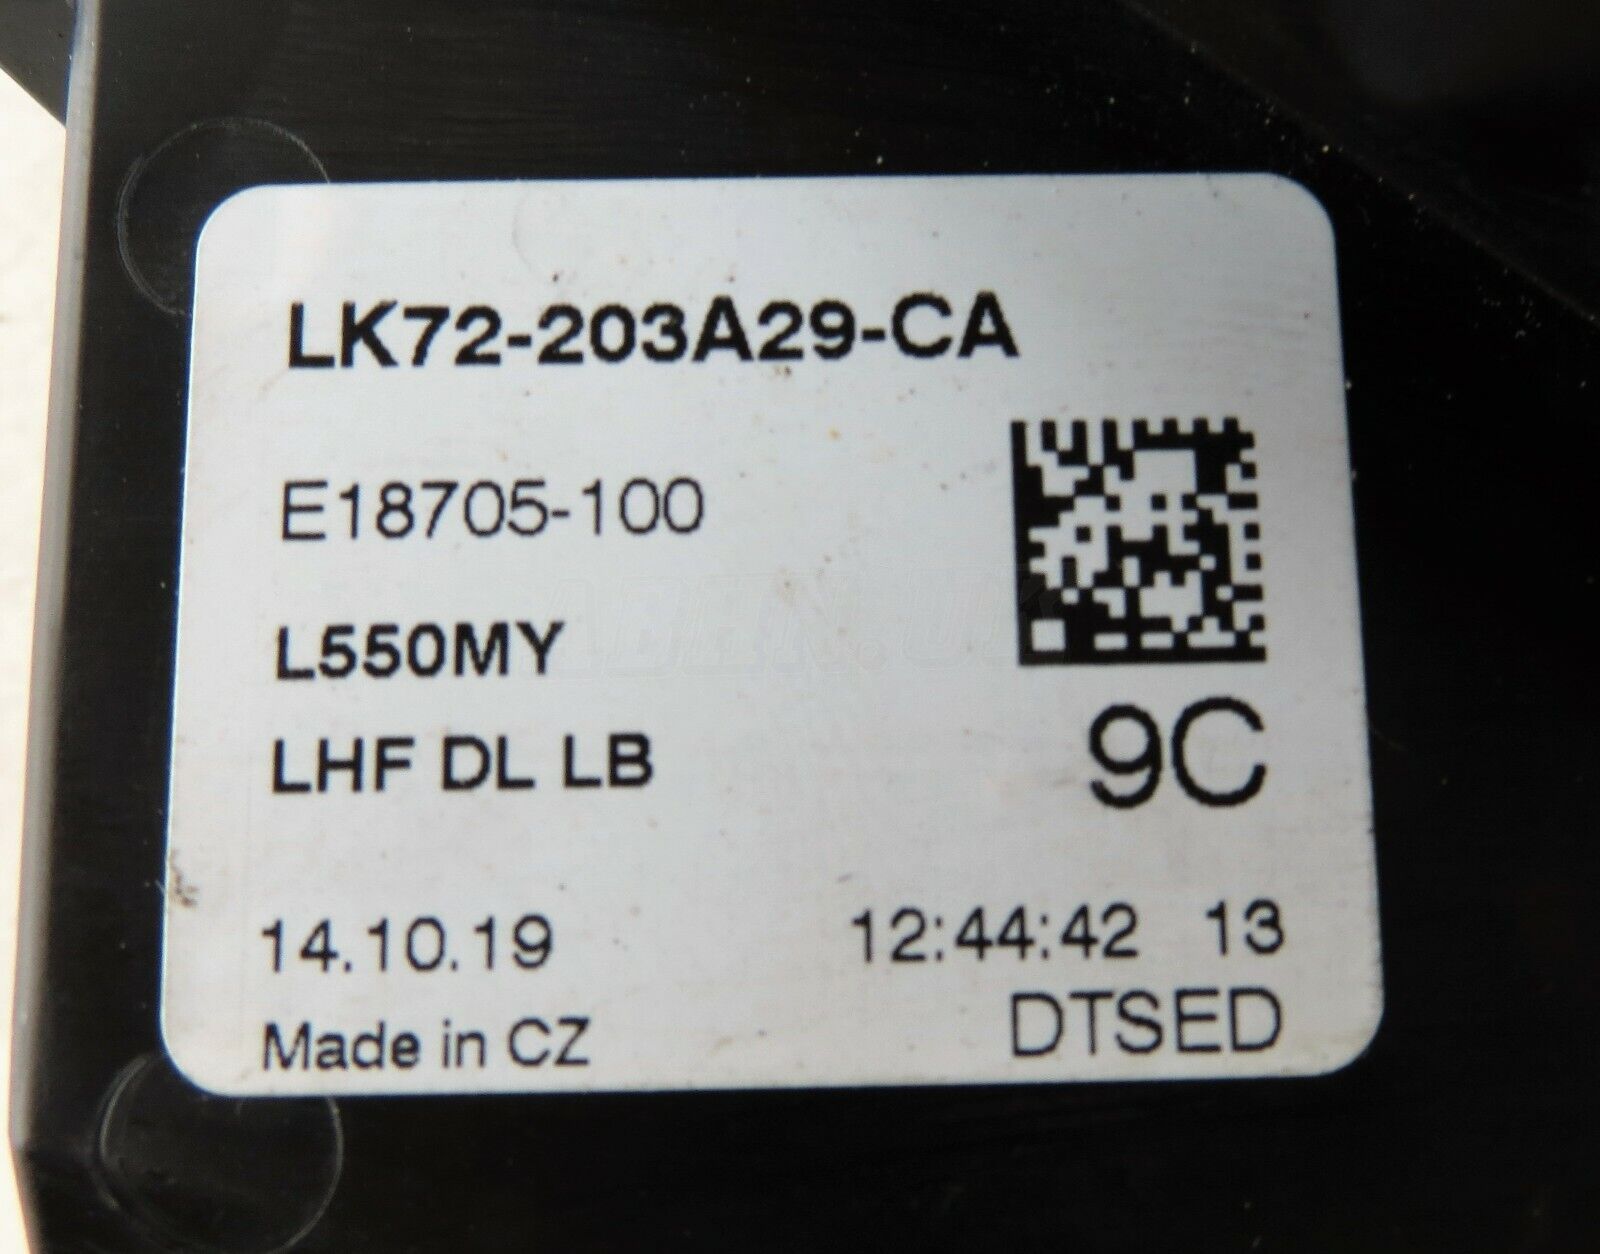 LK72-203A29-CA
E18705-100
L550MY
LHF DL LB
9C
14.10.19 12:44:42 13
Made in CZ DTSED